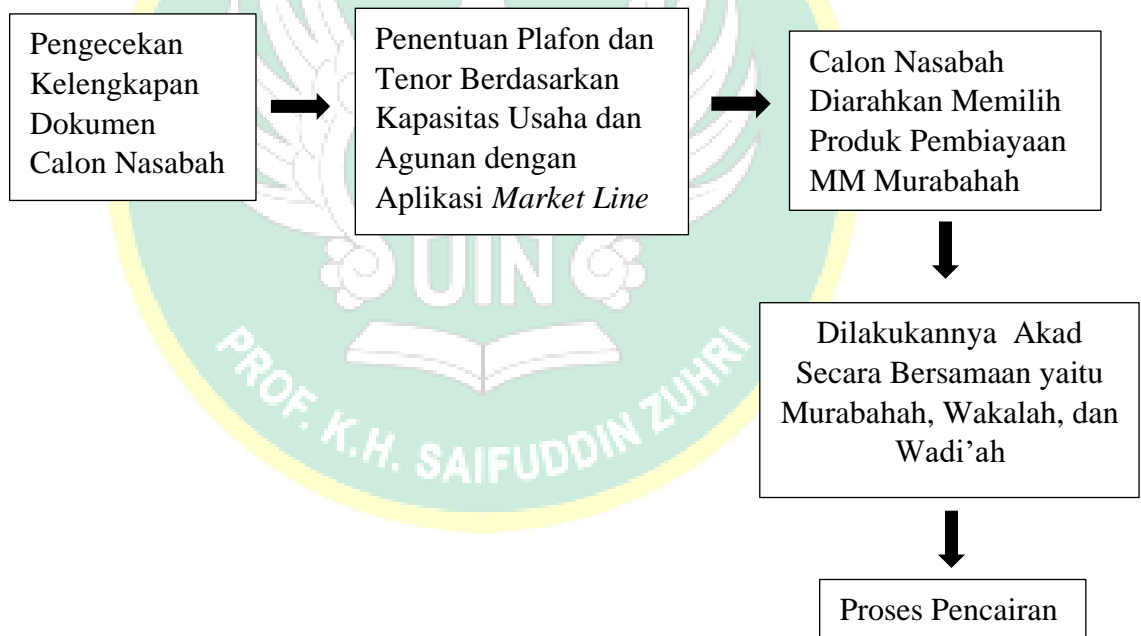 Pengecekan
Kelengkapan
Dokumen
Calon Nasabah
Penentuan Plafon dan
Tenor Berdasarkan
Kapasitas Usaha dan
Agunan dengan
Aplikasi Market Line
Calon Nasabah
Diarahkan Memilih
Produk Pembiayaan
MM Murabahah
Dilakukannya Akad
Secara Bersamaan yaitu
Murabahah, Wakalah, dan
Wadi’ah
Proses Pencairan
UIN
PROF. K.H. SAIFUDDIN ZUHRI